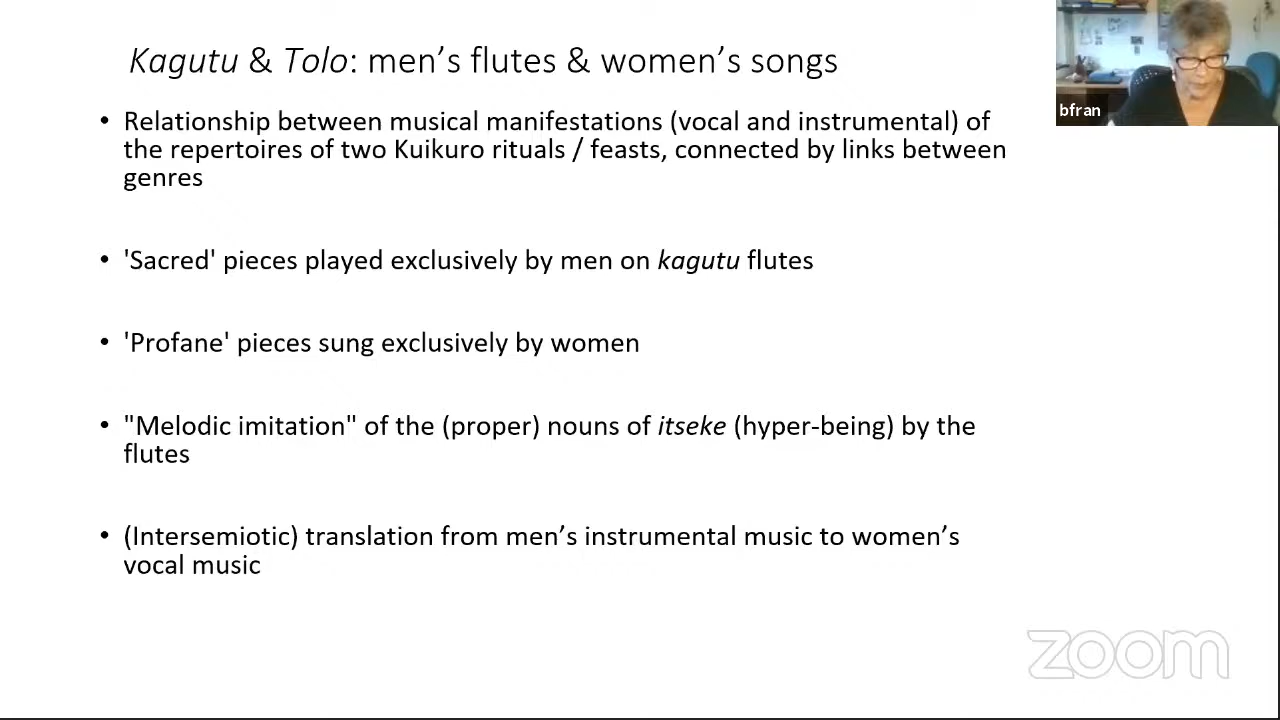 Kagutu & Tolo: men’s flutes & women’s songs
bfran
• Relationship between musical manifestations (vocal and instrumental) of
the repertoires of two Kuikuro rituals / feasts, connected by links between
genres
• 'Sacred' pieces played exclusively by men on kagutu flutes
• 'Profane' pieces sung exclusively by women
• "Melodic imitation" of the (proper) nouns of itseke (hyper-being) by the
flutes
• (Intersemiotic) translation from men’s instrumental music to women’s
vocal music
zoom